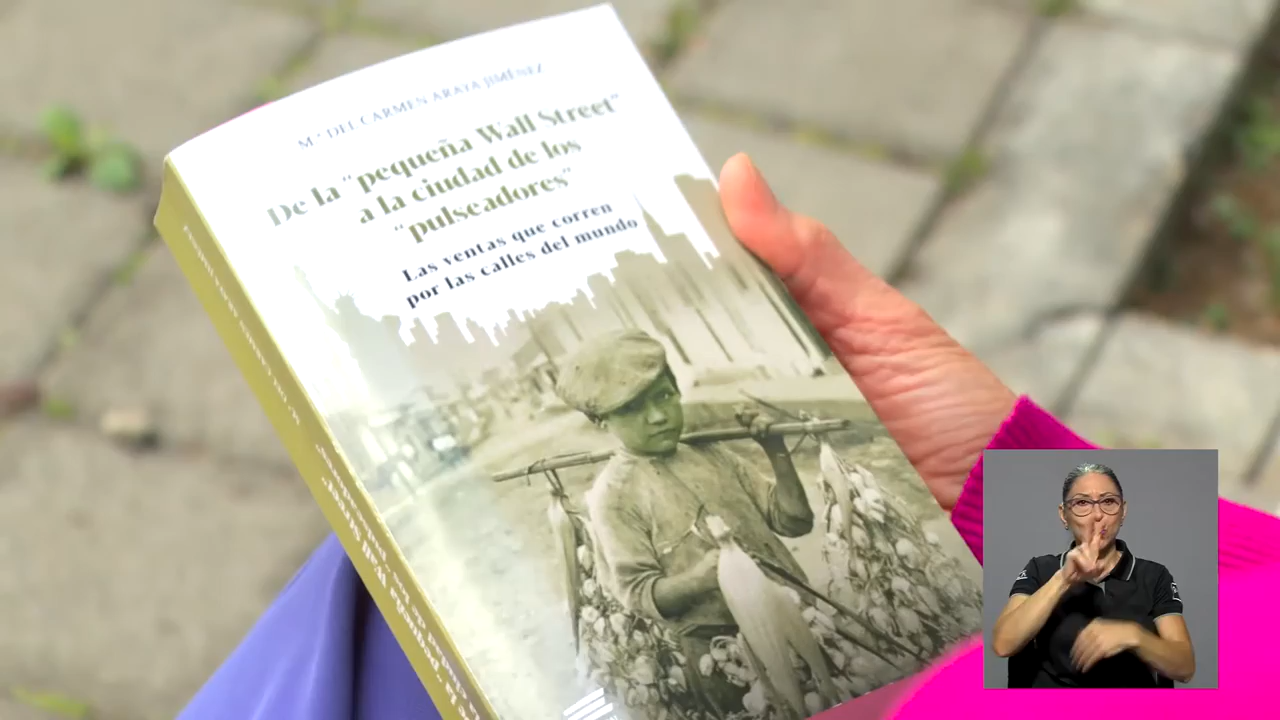 Mª DEL CARMEN ARAYA JIMÉNEZ
De la "pequeña Wall Street"
a la ciudad de los
"pulseadores"
Las ventas que corren
por las calles del mundo